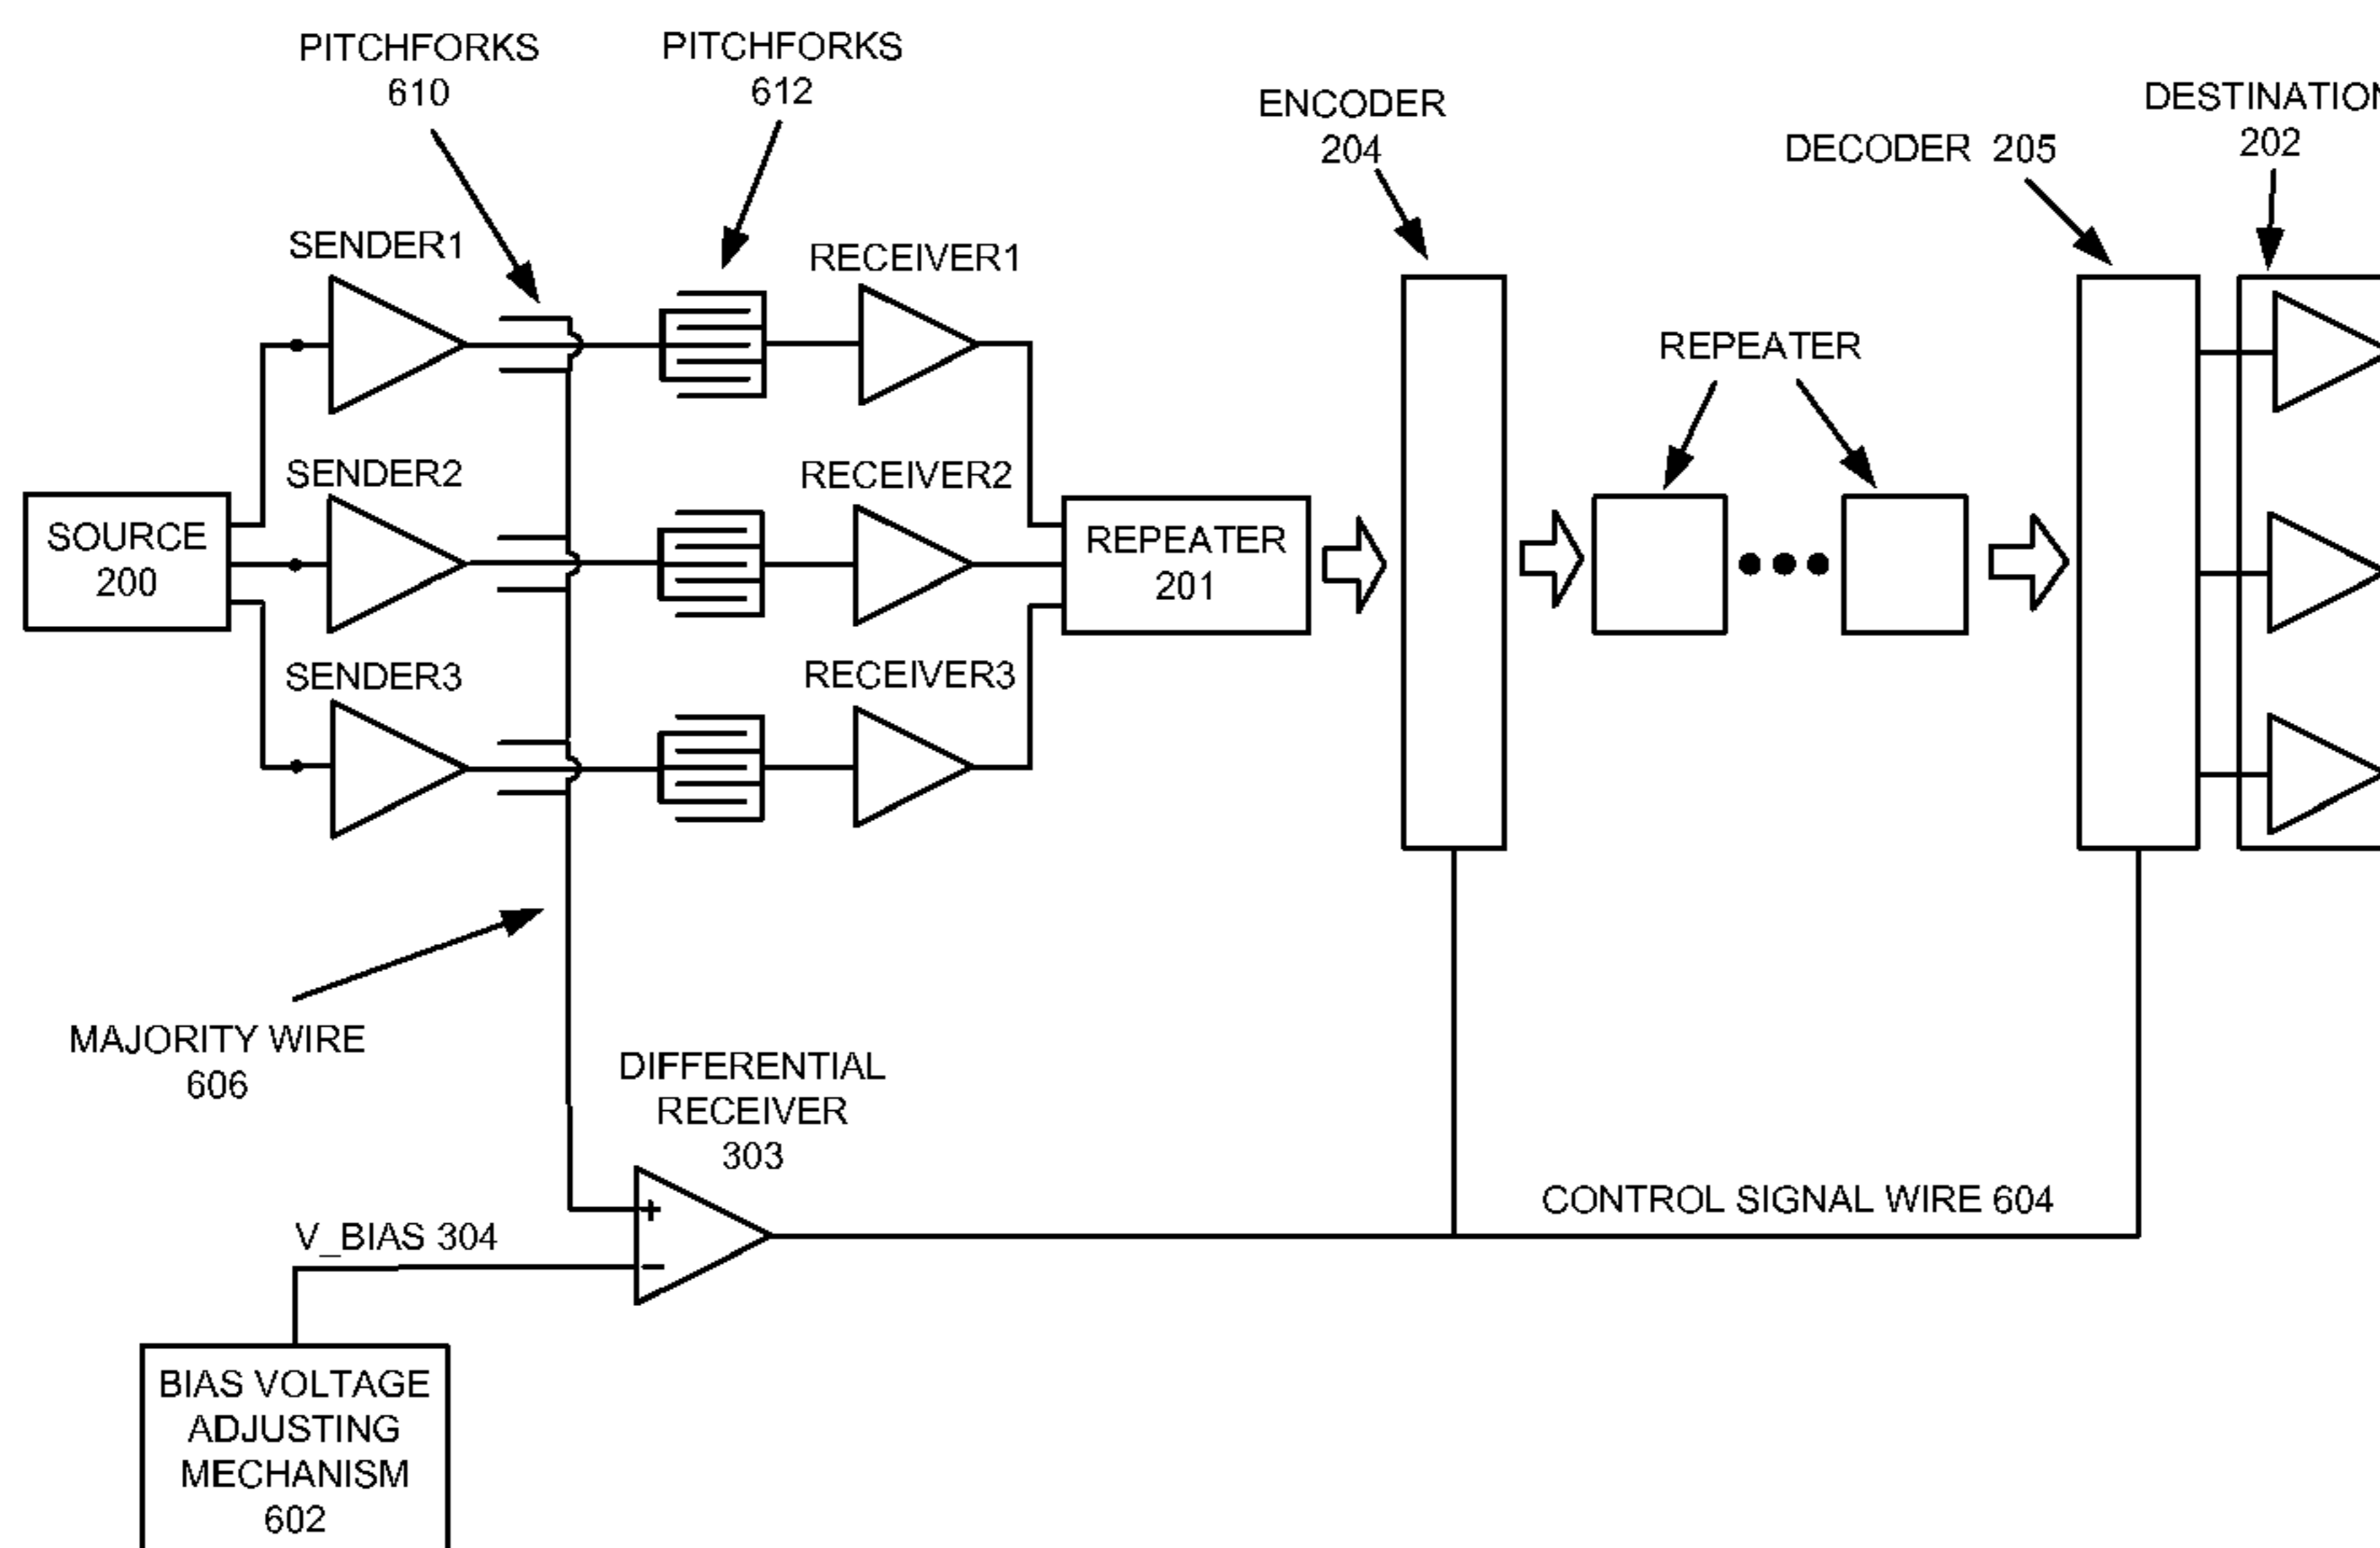 PITCHFORKS
610
PITCHFORKS
612
ENCODER
204
DECODER 205
DESTINATION
202
SENDER1
RECEIVER1
REPEATER
SENDER2
RECEIVER2
SOURCE
200
REPEATER
201
SENDER3
RECEIVER3
MAJORITY WIRE
606
DIFFERENTIAL
RECEIVER
303
+
−
V_BIAS 304
CONTROL SIGNAL WIRE 604
BIAS VOLTAGE
ADJUSTING
MECHANISM
602